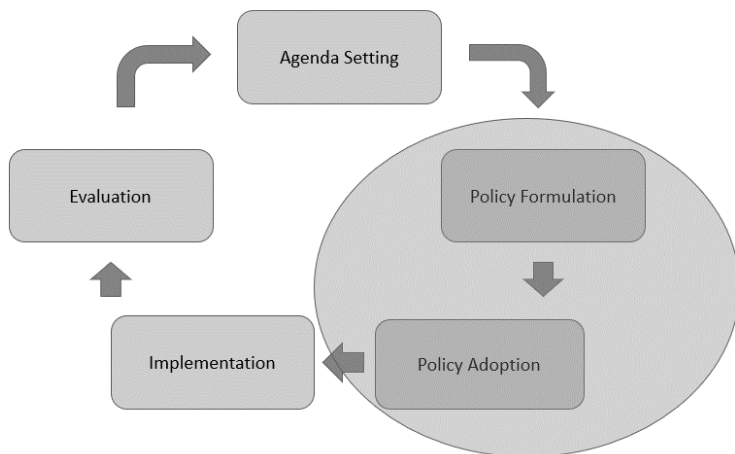 Agenda Setting
Policy Formulation
Policy Adoption
Implementation
Evaluation